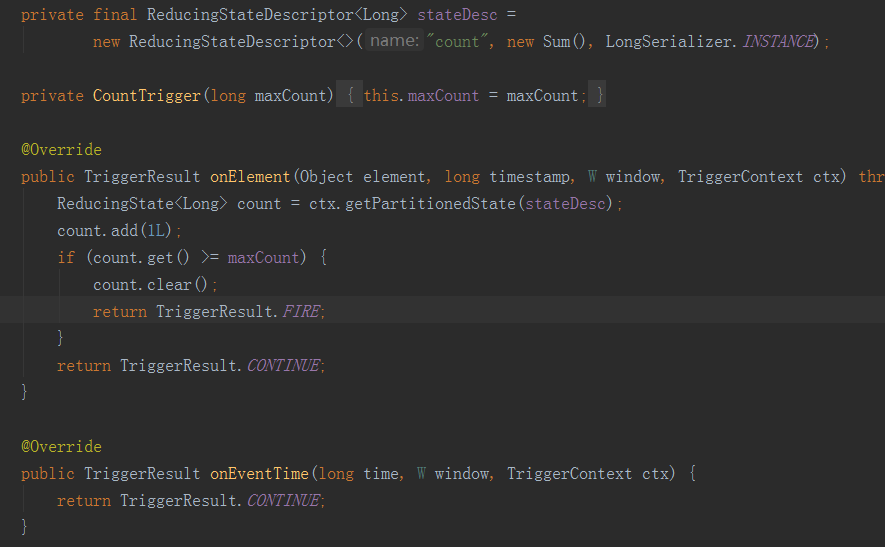 private final ReducingStateDescriptor<Long> stateDesc =
new ReducingStateDescriptor<>( name: "count", new Sum(), LongSerializer.INSTANCE);
private CountTrigger(long maxCount) { this.maxCount = maxCount; }
@Override
public TriggerResult onElement(Object element, long timestamp, W window, TriggerContext ctx) thr
ReducingState<Long> count = ctx.getPartitionedState(stateDesc);
count.add(1L);
if (count.get() >= maxCount) {
count.clear();
return TriggerResult.FIRE;
}
return TriggerResult.CONTINUE;
}
@Override
public TriggerResult onEventTime(long time, W window, TriggerContext ctx) {
return TriggerResult.CONTINUE;
}